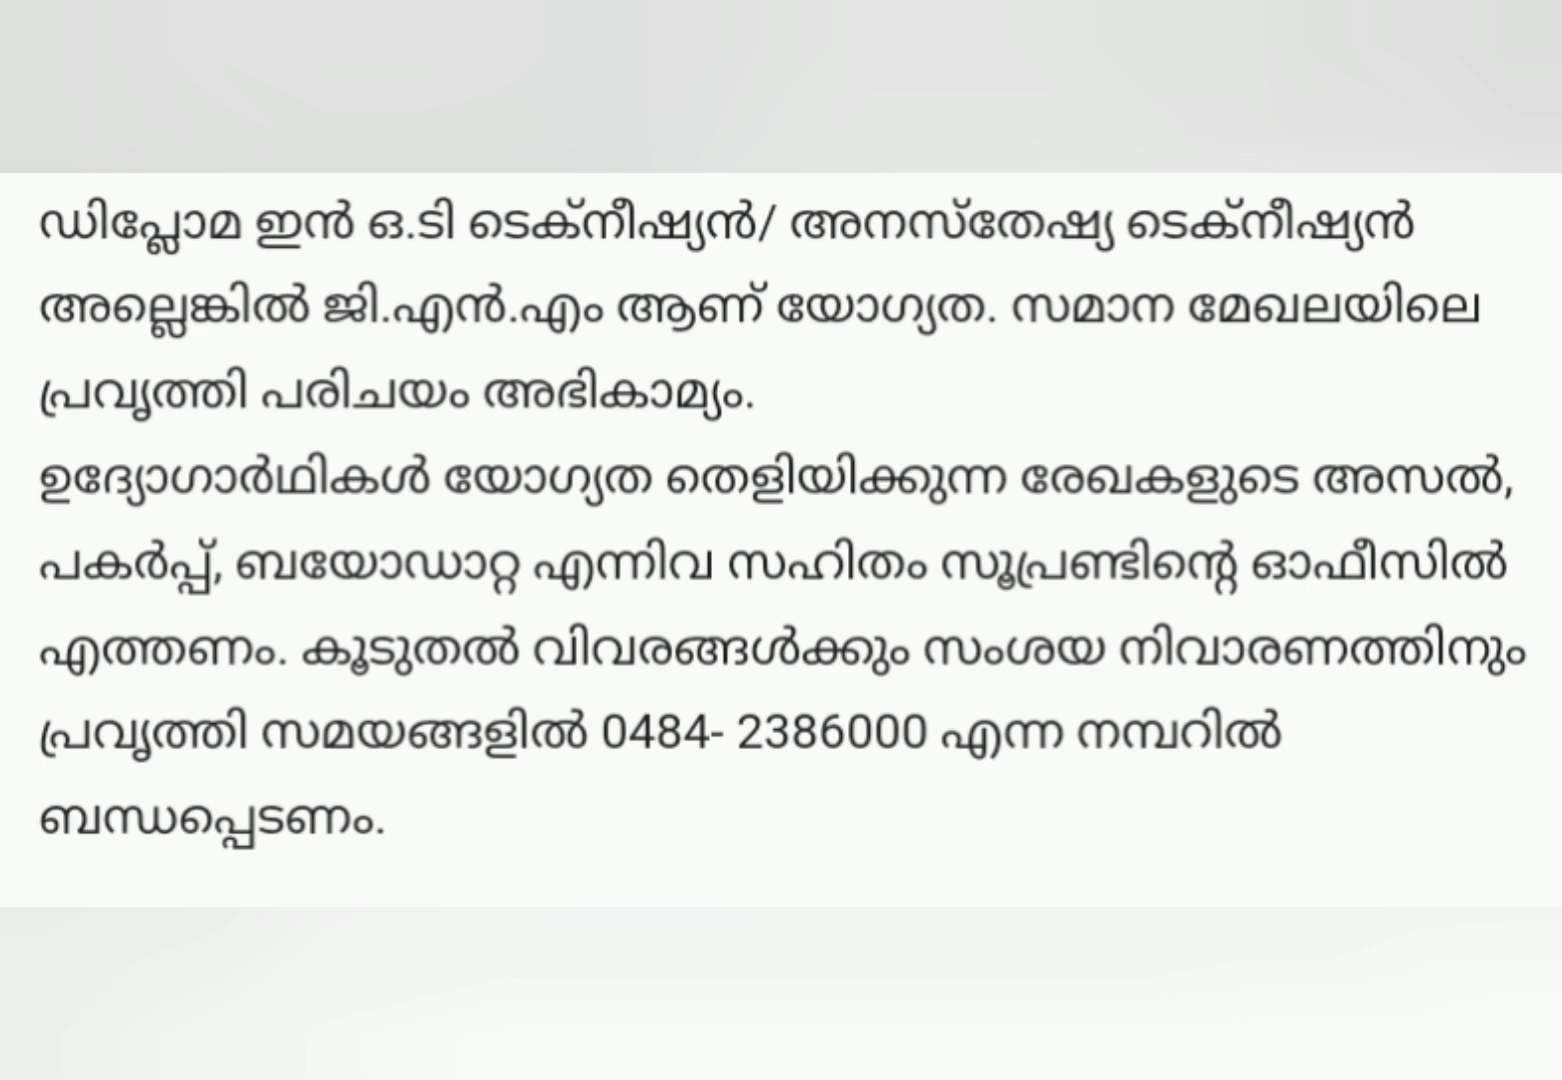 ഡിപ്ലോമ ഇൻ ഒ.ടി ടെക്നീഷ്യൻ/ അനസ്തേഷ്യ ടെക്നീഷ്യൻ
അല്ലെങ്കിൽ ജി.എൻ.എം ആണ് യോഗ്യത. സമാന മേഖലയിലെ
പ്രവൃത്തി പരിചയം അഭികാമ്യം.
ഉദ്യോഗാർഥികൾ യോഗ്യത തെളിയിക്കുന്ന രേഖകളുടെ അസൽ,
പകർപ്പ്, ബയോഡാറ്റ എന്നിവ സഹിതം സൂപ്രണ്ടിന്റെ ഓഫീസിൽ
എത്തണം. കൂടുതൽ വിവരങ്ങൾക്കും സംശയ നിവാരണത്തിനും
പ്രവൃത്തി സമയങ്ങളിൽ 0484- 2386000 എന്ന നമ്പറിൽ
ബന്ധപ്പെടണം.